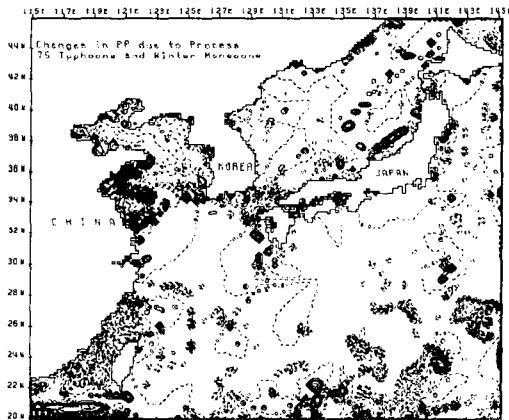 115E 117E 119E 121E 123E 125E 127E 129E 131E 133E 135E 137E 139E 141E 143E 145E
Changes in PP due to Process
75 Typhoons and Winter Monsoons
44N
42N
40N
38N
KOREA
36N
JAPAN
34N
CHINA
32N
30N
28N
26N
24N
22N
20N